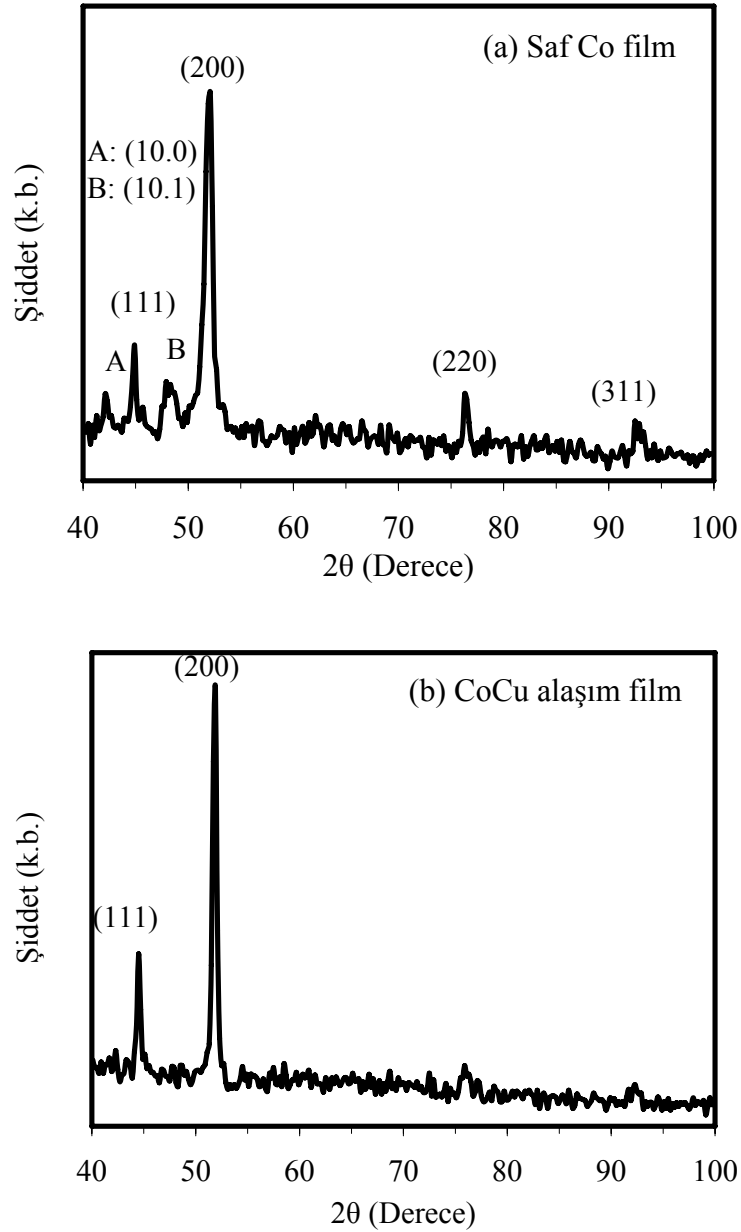 (a) Saf Co film
(200)
A: (10.0)
B: (10.1)
(111)
A
B
(220)
(311)
Şiddet (k.b.)
40 50 60 70 80 90 100
2θ (Derece)
(b) CoCu alaşım film
(200)
(111)
Şiddet (k.b.)
40 50 60 70 80 90 100
2θ (Derece)